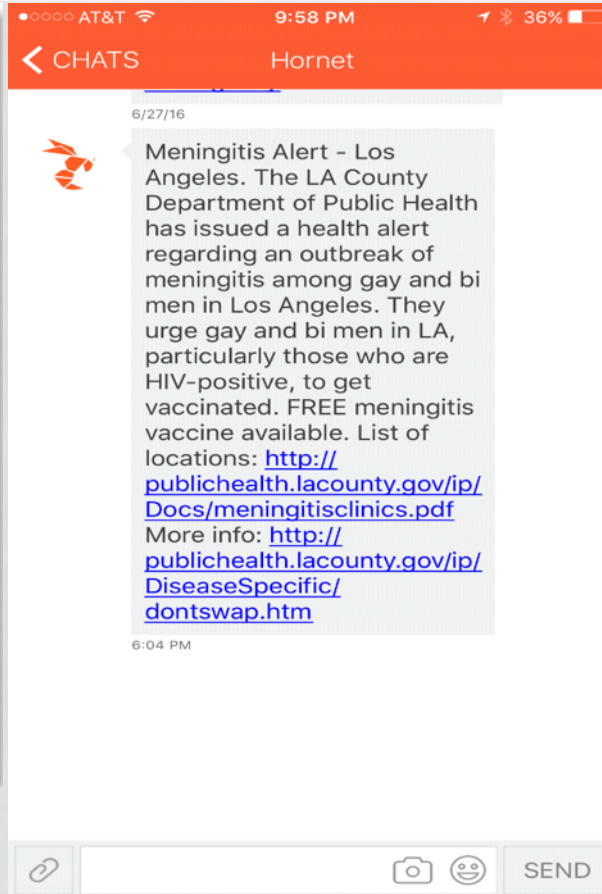 AT&T 9:58 PM 36%
CHATS Hornet
6/27/16
Meningitis Alert - Los
Angeles. The LA County
Department of Public Health
has issued a health alert
regarding an outbreak of
meningitis among gay and bi
men in Los Angeles. They
urge gay and bi men in LA,
particularly those who are
HIV-positive, to get
vaccinated. FREE meningitis
vaccine available. List of
locations: http://
publichealth.lacounty.gov/ip/
Docs/meningitisclinics.pdf
More info: http://
publichealth.lacounty.gov/ip/
DiseaseSpecific/
dontswap.htm
6:04 PM
SEND